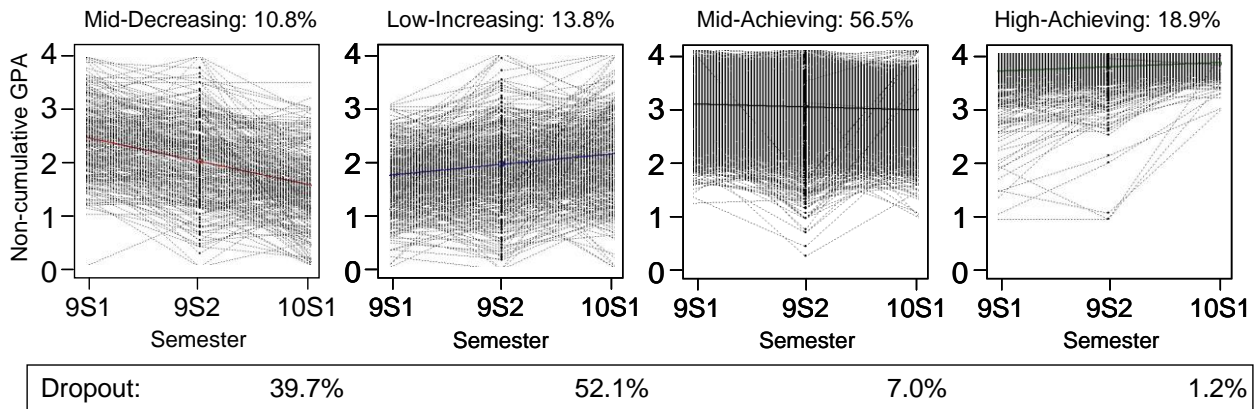 Mid-Decreasing: 10.8% Low-Increasing: 13.8% Mid-Achieving: 56.5% High-Achieving: 18.9%
Non-cumulative GPA
4 4 4 4
3 3 3 3
2 2 2 2
1 1 1 1
0 0 0 0
9S1 9S2 10S1 9S1 9S2 10S1 9S1 9S2 10S1 9S1 9S2 10S1
Semester Semester Semester Semester
Dropout: 39.7% 52.1% 7.0% 1.2%